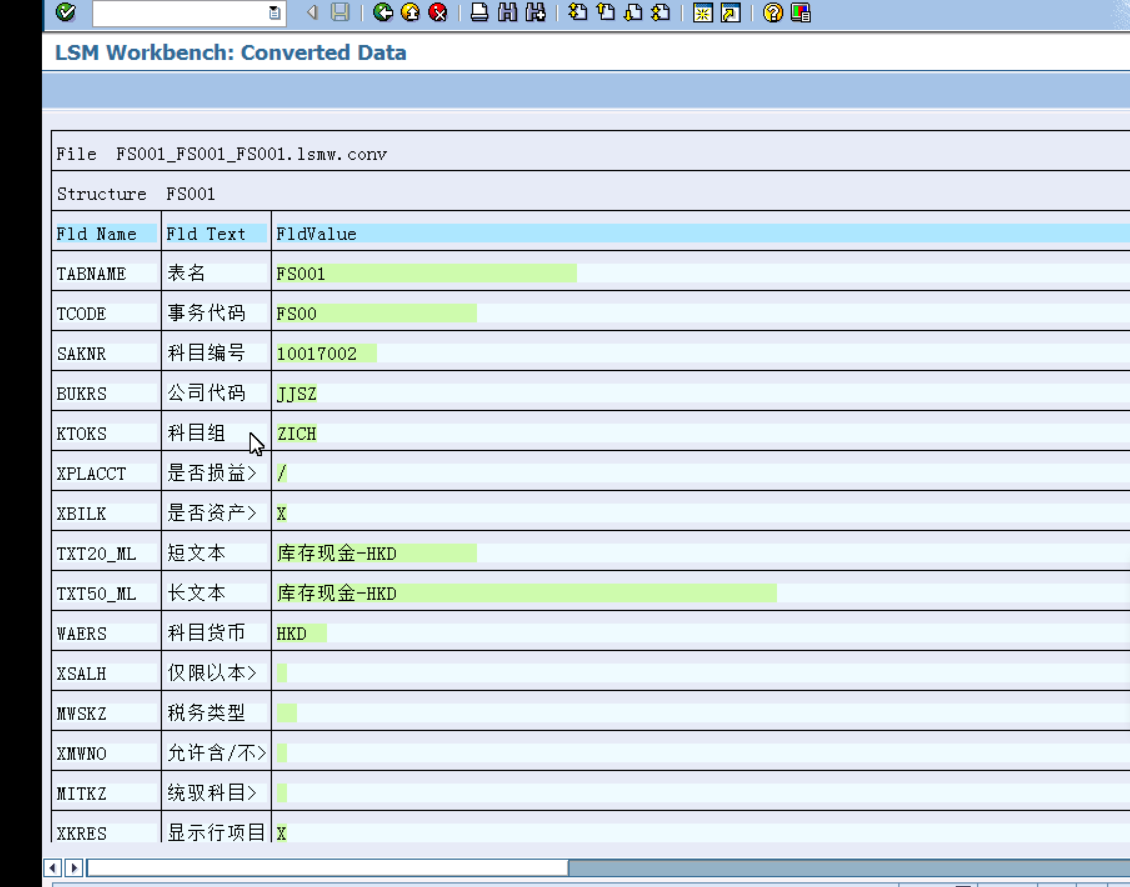 LSM Workbench: Converted Data
File FS001_FS001_FS001.lsmw.conv
Structure FS001
Fld Name Fld Text FldValue
TABNAME 表名 FS001
TCODE 事务代码 FS00
SAKNR 科目编号 10017002
BUKRS 公司代码 JJSZ
KTOKS 科目组 ZICH
XPLACCT 是否损益> /
XBILK 是否资产> X
TXT20_ML 短文本 库存现金-HKD
TXT50_ML 长文本 库存现金-HKD
WAERS 科目货币 HKD
XSALH 仅限以本>
MWSKZ 税务类型
XMWNO 允许含/不>
MITKZ 统驭科目>
XKRES 显示行项目 X